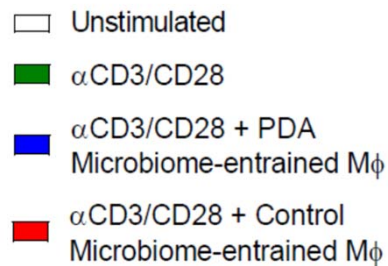 Unstimulated
αCD3/CD28
αCD3/CD28 + PDA
Microbiome-entrained Mϕ
αCD3/CD28 + Control
Microbiome-entrained Mϕ